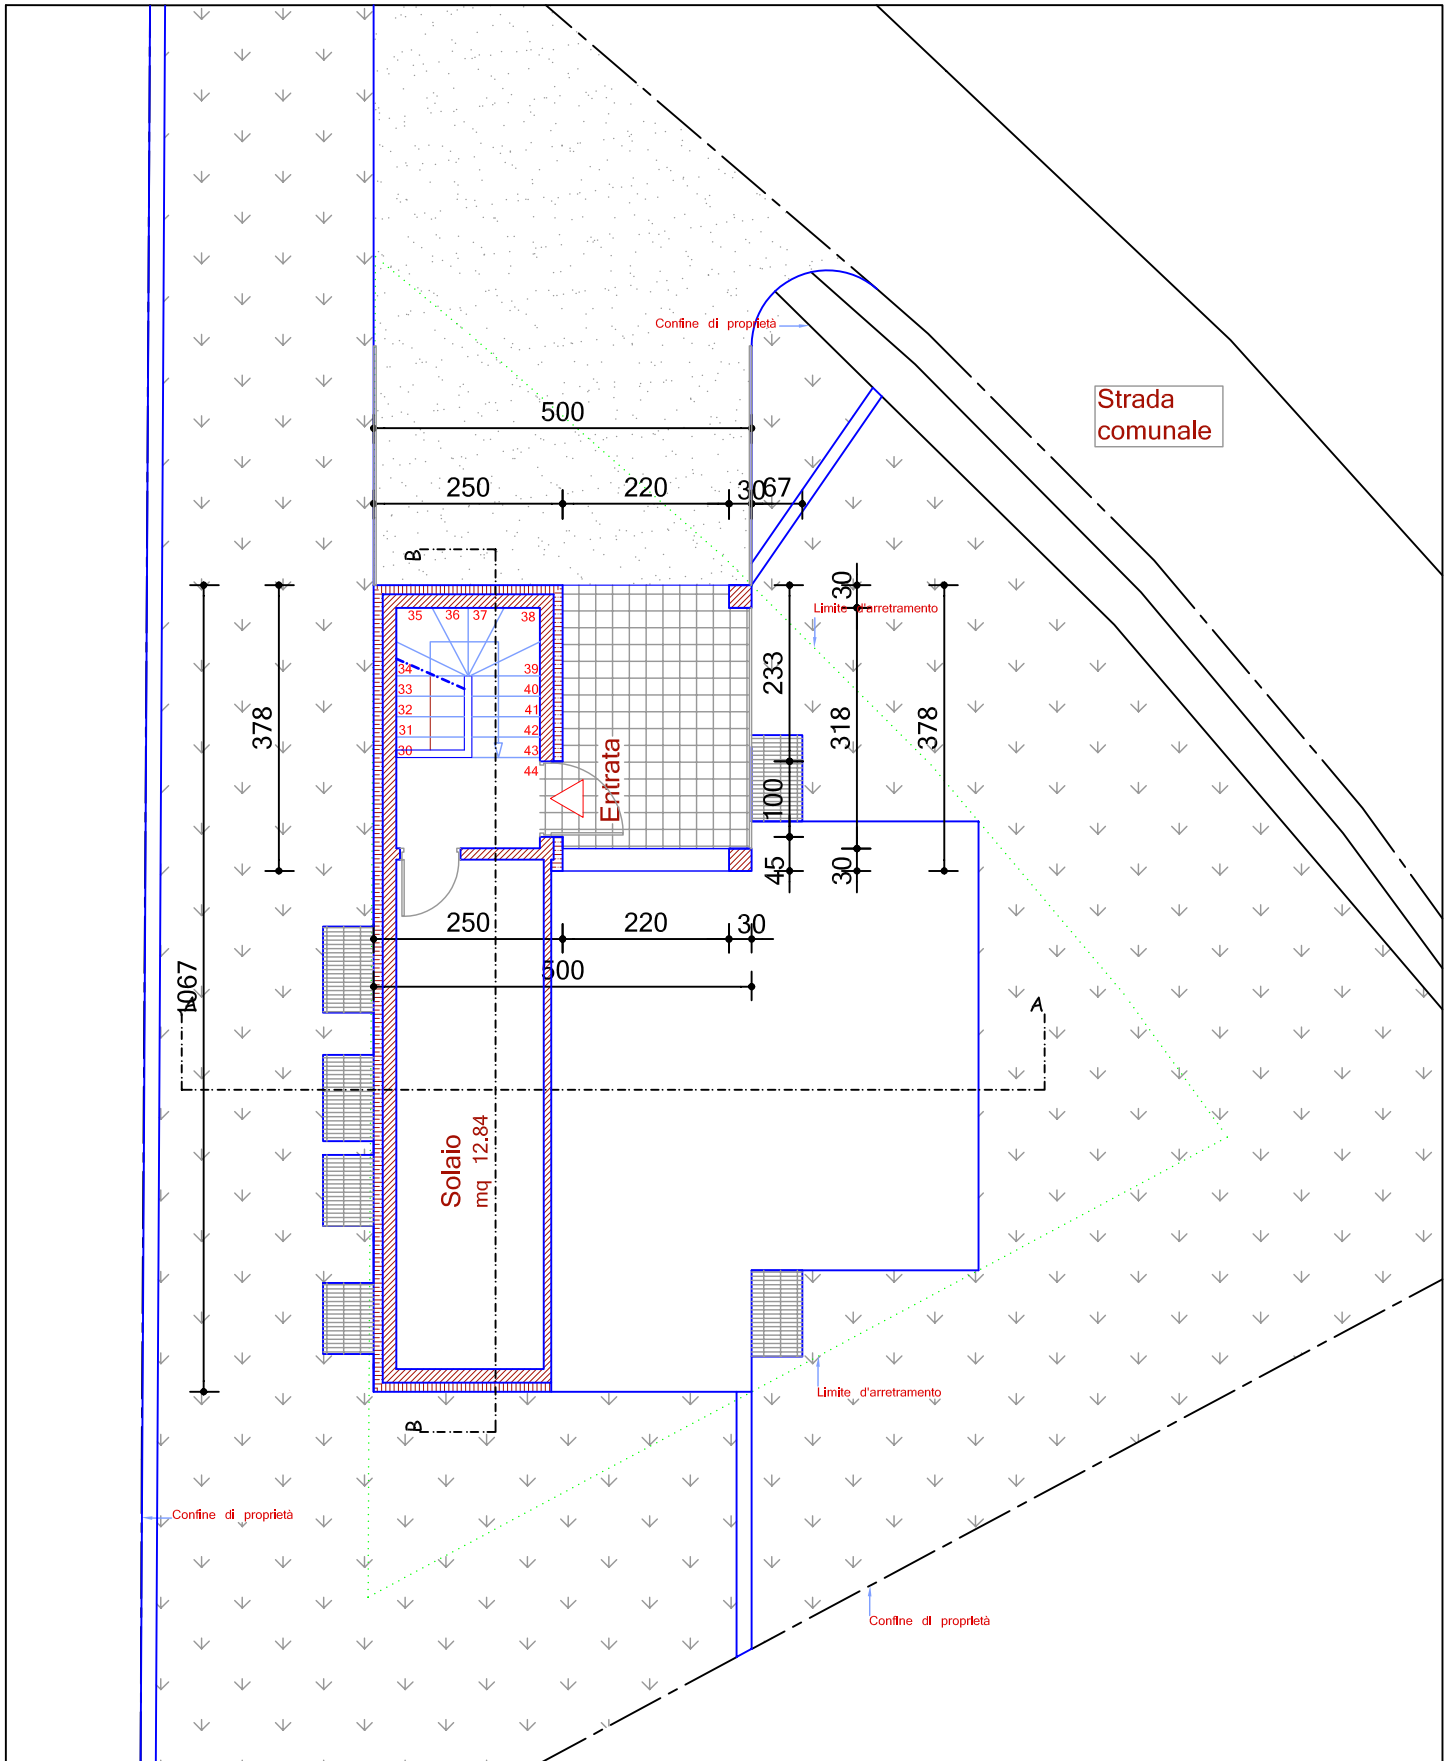 Confine di proprietà
Strada
comunale
500
250
220
30
67
B
35
36
37
38
30
Limite d'arretramento
34
39
33
40
32
41
31
42
30
43
44
233
318
378
378
Entrata
100
45
30
250
220
30
500
1067
A
A
Solaio
mq 12.84
Limite d'arretramento
B
Confine di proprietà
Confine di proprietà